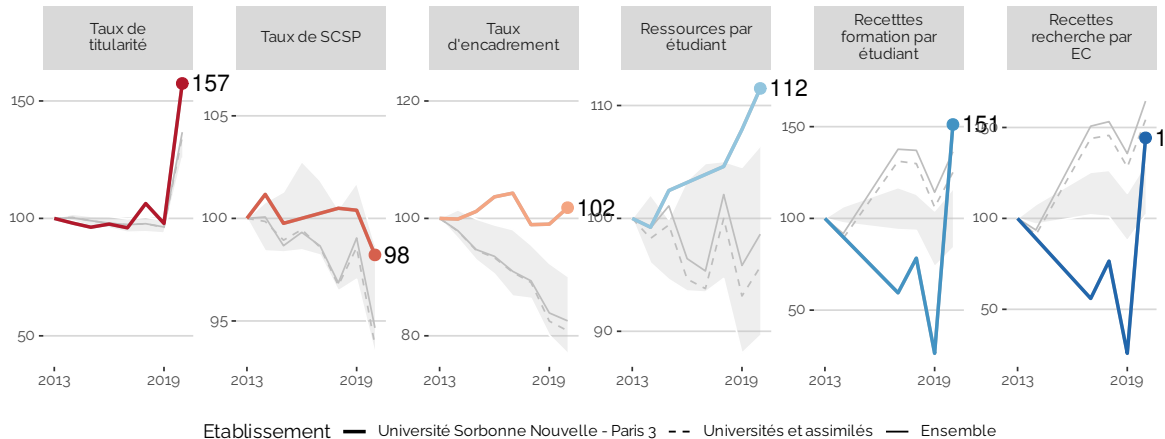 Taux de
titularité
Taux de SCSP
Taux
d'encadrement
Ressources par
étudiant
Recetttes
formation par
étudiant
Recettes
recherche par
EC
150
100
50
2013
2019
157
105
100
95
2013
2019
98
120
100
80
2013
2019
102
110
100
90
2013
2019
112
150
100
50
2013
2019
151
150
100
50
2013
2019
1
Etablissement Université Sorbonne Nouvelle - Paris 3 Universités et assimilés Ensemble